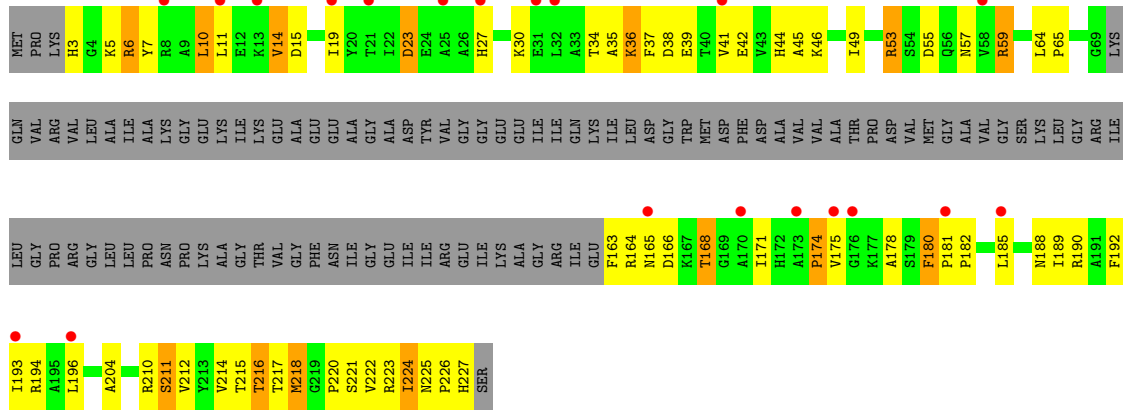 MET PRO LYS H3 G4 K5 R6 Y7 R8 A9 L10 L11 E12 K13 V14 D15 I19 Y20 T21 I22 D23 E24 A25 A26 H27 K30 E31 L32 A33 T34 A35 K36 F37 D38 E39 T40 V41 E42 V43 H44 A45 K46 I49 R53 S54 D55 Q56 N57 V58 R59 L64 P65 G69 LYS
GLN VAL ARG VAL LEU ALA ILE ALA LYS GLY GLU LYS ILE LYS GLU ALA GLU GLU ALA GLY ALA ASP TYR VAL GLY GLY GLU GLU ILE ILE GLN LYS ILE LEU ASP GLY TRP MET ASP PHE ASP ALA VAL VAL ALA THR PRO ASP VAL MET GLY ALA VAL GLY SER LYS LEU GLY ARG ILE
LEU GLY PRO ARG GLY LEU LEU PRO ASN PRO LYS ALA GLY THR VAL GLY PHE ASN ILE GLY GLU ILE ILE ARG GLU ILE LYS ALA GLY ARG ILE GLU F163 R164 N165 D166 K167 T168 G169 A170 I171 H172 A173 P174 V175 G176 K177 A178 S179 F180 P181 P182 L185 N188 I189 R190 A191 F192
I193 R194 A195 L196 A204 R210 S211 V212 Y213 V214 T215 T216 T217 M218 G219 P220 S221 V222 R223 I224 N225 P226 H227 SER